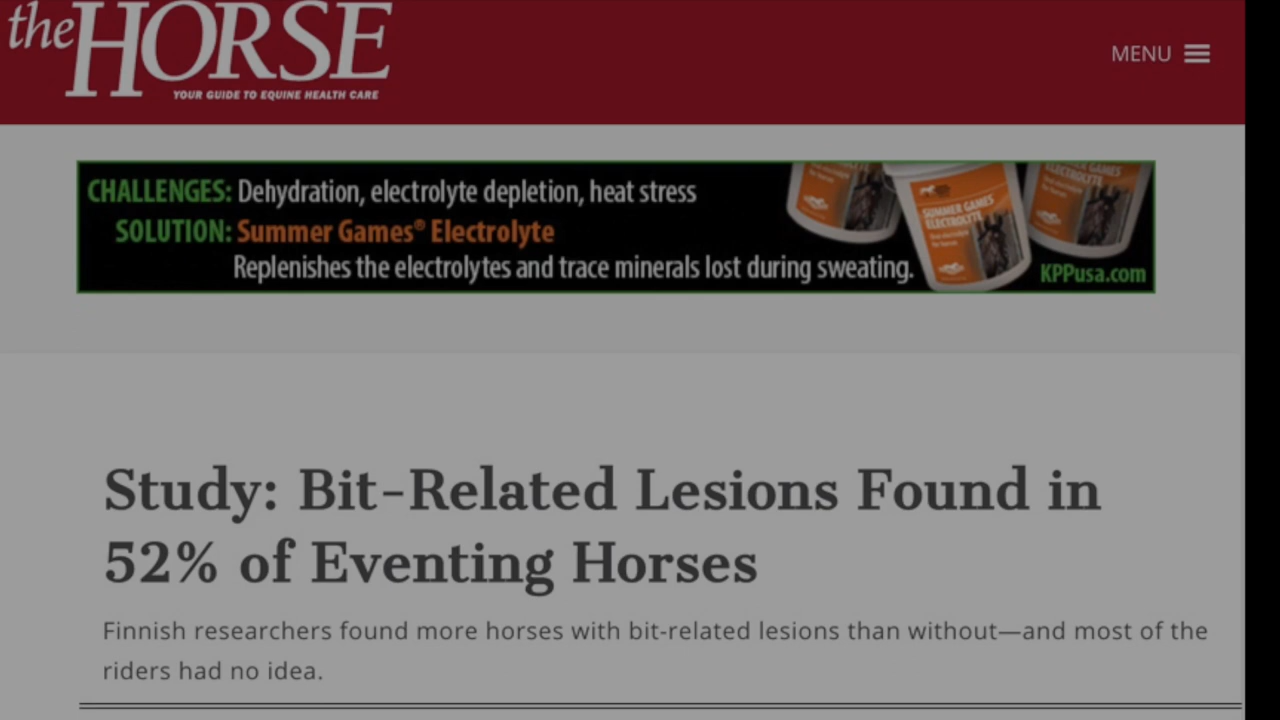 the HORSE
YOUR GUIDE TO EQUINE HEALTH CARE
MENU
CHALLENGES: Dehydration, electrolyte depletion, heat stress
SOLUTION: Summer Games® Electrolyte
Replenishes the electrolytes and trace minerals lost during sweating.
SUMMER GAMES
ELECTROLYTE
KPPusa.com
Study: Bit-Related Lesions Found in
52% of Eventing Horses
Finnish researchers found more horses with bit-related lesions than without—and most of the
riders had no idea.